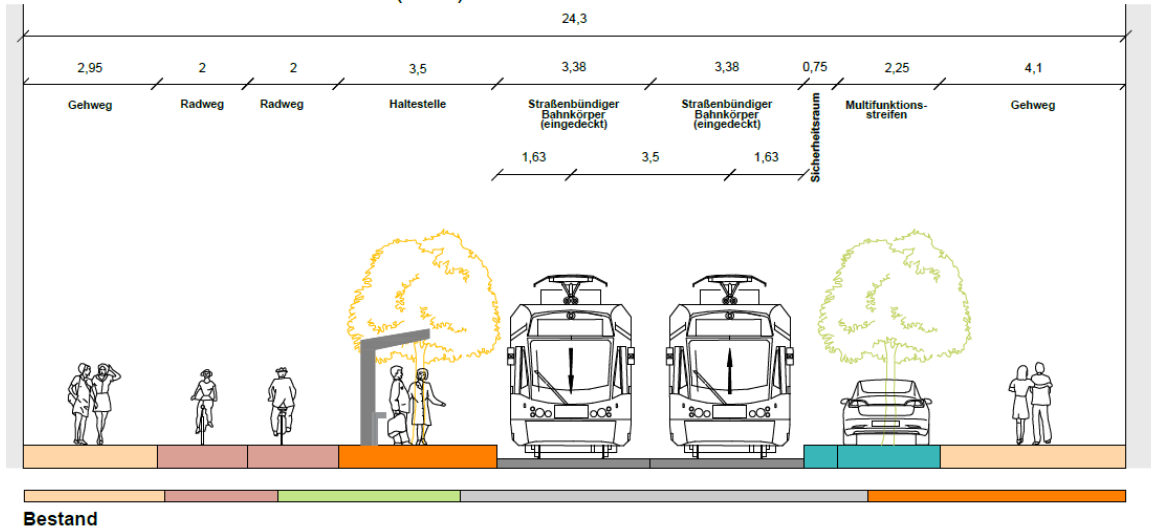 24,3
2,95 2 2 3,5 3,38 3,38 0,75 2,25 4,1
Gehweg Radweg Radweg Haltestelle Straßenbündiger Straßenbündiger Sicherheitsraum Multifunktions- Gehweg
Bahnkörper Bahnkörper streifen
(eingedeckt) (eingedeckt)
1,63 3,5 1,63
Bestand